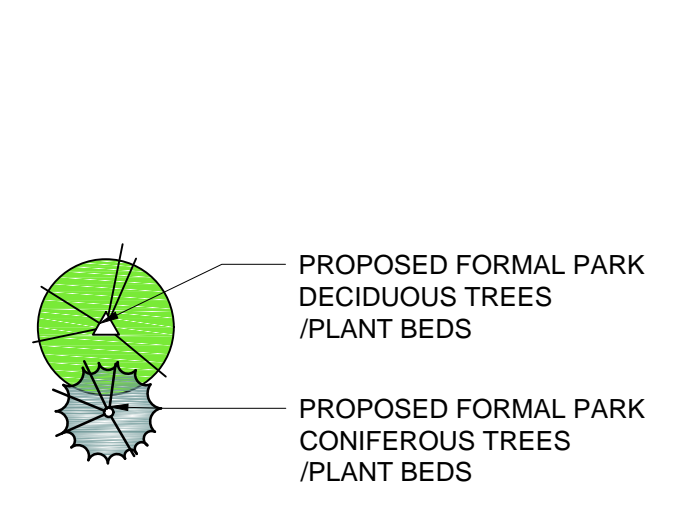 PROPOSED FORMAL PARK
DECIDUOUS TREES
/PLANT BEDS
PROPOSED FORMAL PARK
CONIFEROUS TREES
/PLANT BEDS